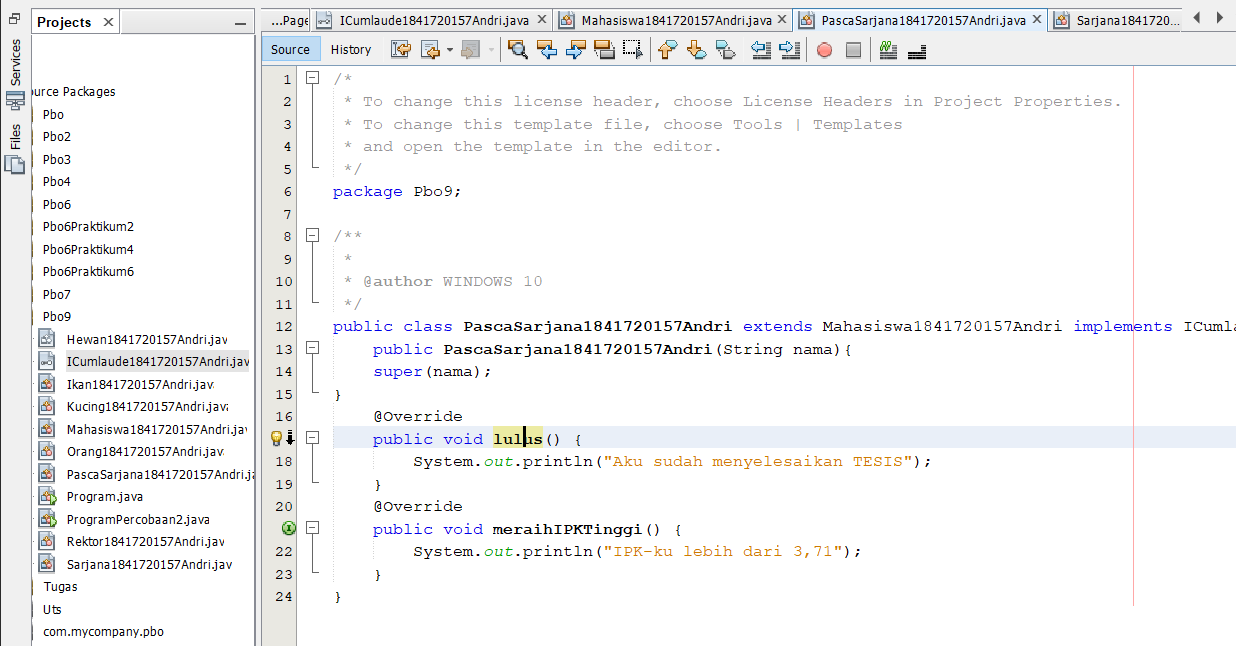 Services
Files
Projects
urce Packages
Pbo
Pbo2
Pbo3
Pbo4
Pbo6
Pbo6Praktikum2
Pbo6Praktikum4
Pbo6Praktikum6
Pbo7
Pbo9
Hewan1841720157Andri.jav
ICumlaude1841720157Andri.jav
Ikan1841720157Andri.jav
Kucing1841720157Andri.java
Mahasiswa1841720157Andri.jav
Orang1841720157Andri.java
PascaSarjana1841720157Andri.ja
Program.java
ProgramPercobaan2.java
Rektor1841720157Andri.jav
Sarjana1841720157Andri.jav
Tugas
Uts
com.mycompany.pbo
...Page
ICumlaude1841720157Andri.java
Mahasiswa1841720157Andri.java
PascaSarjana1841720157Andri.java
Sarjana184172O...
Source History
1 /*
2 * To change this license header, choose License Headers in Project Properties.
3 * To change this template file, choose Tools | Templates
4 * and open the template in the editor.
5 */
6 package Pbo9;
7
8 /**
9 *
10 * @author WINDOWS 10
11 */
12 public class PascaSarjana1841720157Andri extends Mahasiswa1841720157Andri implements ICumla
13 public PascaSarjana1841720157Andri(String nama){
14 super(nama);
15 }
16 @Override
public void lulus() {
18 System.out.println("Aku sudah menyelesaikan TESIS");
19 }
20 @Override
public void meraihIPKTinggi() {
22 System.out.println("IPK-ku lebih dari 3,71");
23 }
24 }